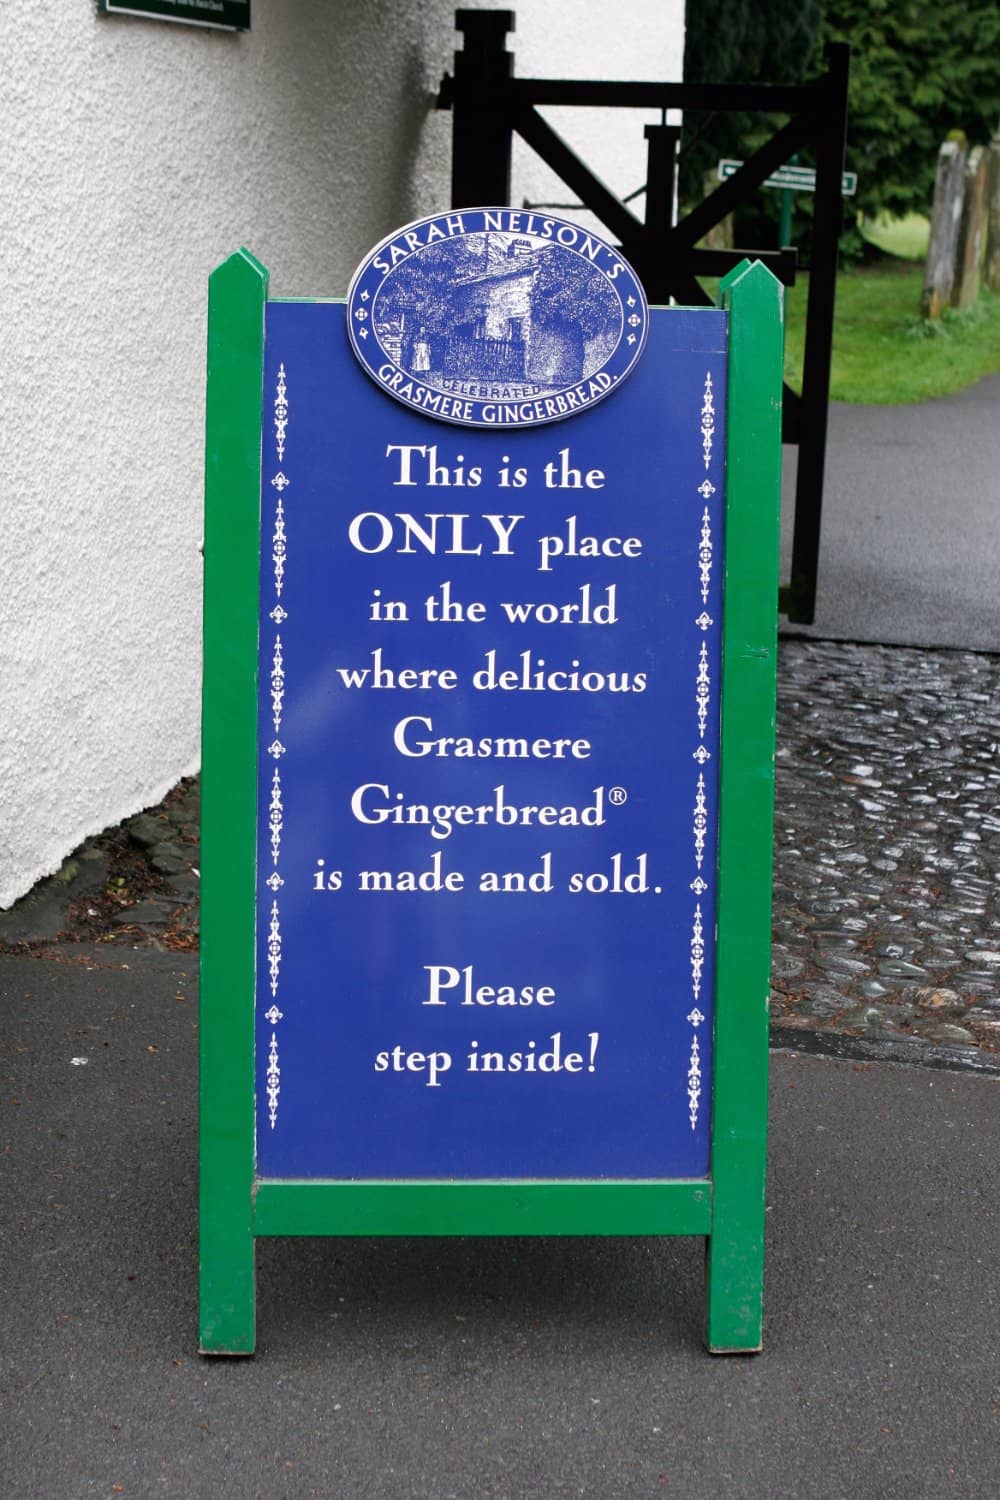 SARAH NELSON'S
CELEBRATED
GRASMERE GINGERBREAD.
This is the
ONLY place
in the world
where delicious
Grasmere
Gingerbread®
is made and sold.
Please
step inside!